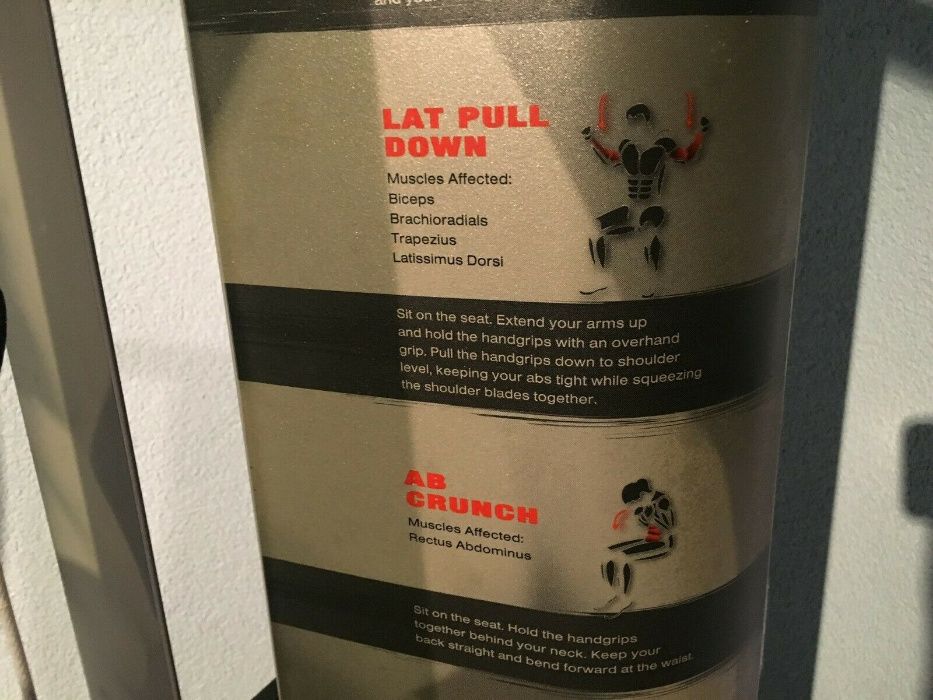 and your
LAT PULL
DOWN
Muscles Affected:
Biceps
Brachioradials
Trapezius
Latissimus Dorsi
Sit on the seat. Extend your arms up
and hold the handgrips with an overhand
grip. Pull the handgrips down to shoulder
level, keeping your abs tight while squeezing
the shoulder blades together.
AB
CRUNCH
Muscles Affected:
Rectus Abdominus
Sit on the seat. Hold the handgrips
together behind your neck. Keep your
back straight and bend forward at the waist.